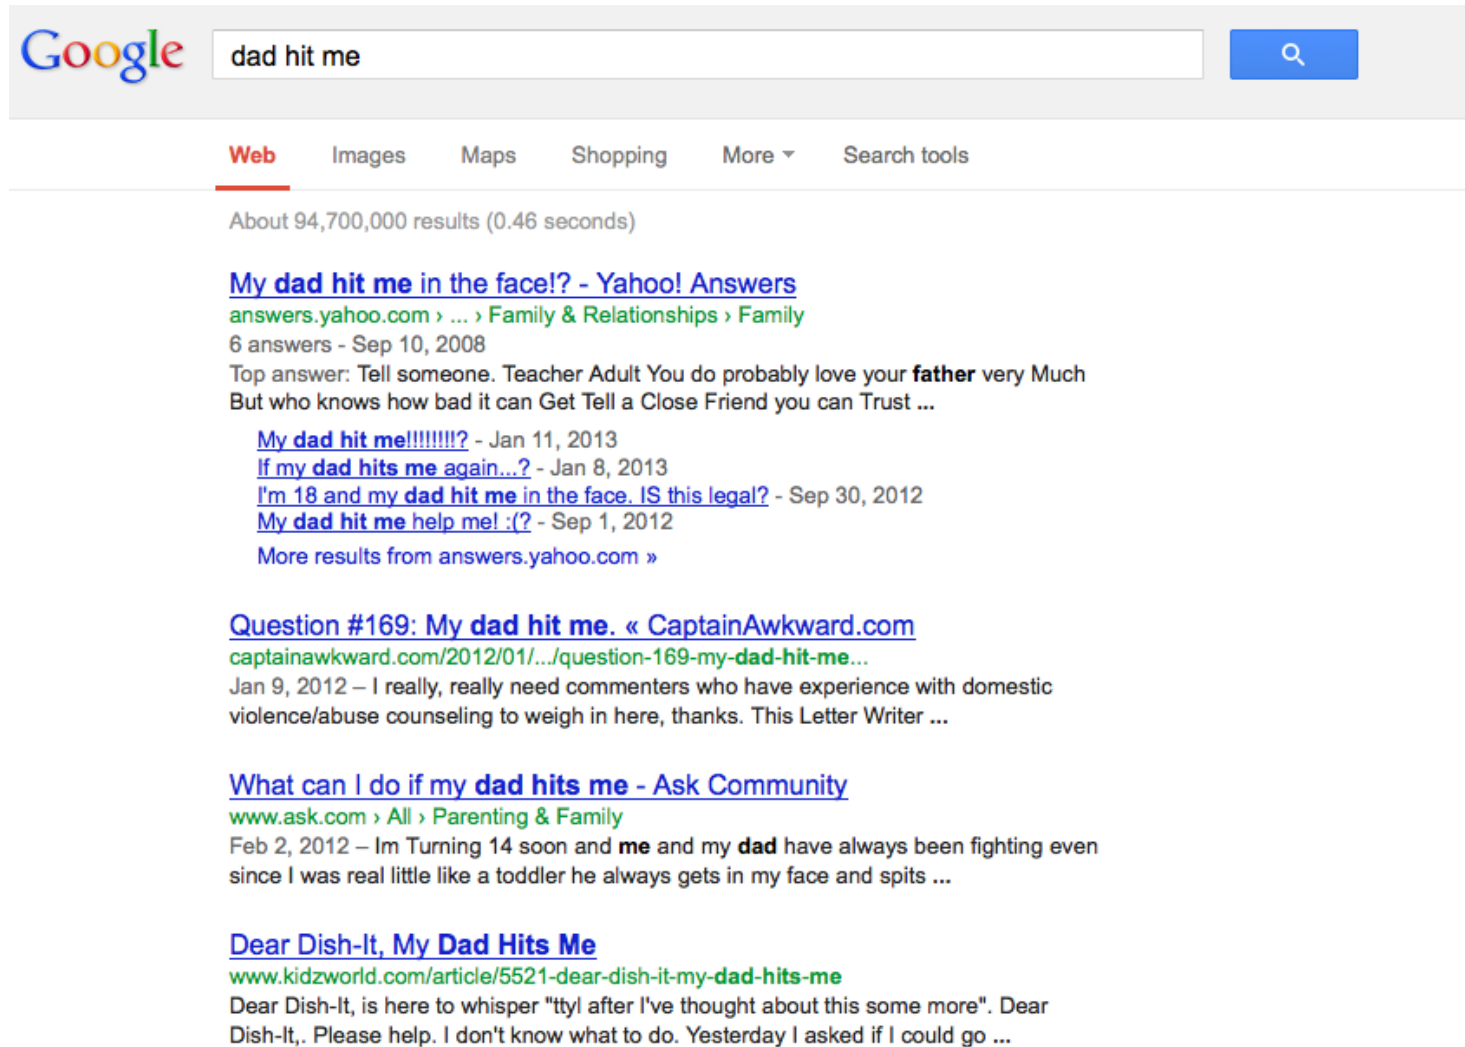 Google
dad hit me
Web Images Maps Shopping More Search tools
About 94,700,000 results (0.46 seconds)
My dad hit me in the face!? - Yahoo! Answers
answers.yahoo.com › ... › Family & Relationships › Family
6 answers - Sep 10, 2008
Top answer: Tell someone. Teacher Adult You do probably love your father very Much
But who knows how bad it can Get Tell a Close Friend you can Trust ...
My dad hit me!!!!!!!!? - Jan 11, 2013
If my dad hits me again...? - Jan 8, 2013
I'm 18 and my dad hit me in the face. IS this legal? - Sep 30, 2012
My dad hit me help me! :(? - Sep 1, 2012
More results from answers.yahoo.com »
Question #169: My dad hit me. « CaptainAwkward.com
captainawkward.com/2012/01/.../question-169-my-dad-hit-me...
Jan 9, 2012 – I really, really need commenters who have experience with domestic
violence/abuse counseling to weigh in here, thanks. This Letter Writer ...
What can I do if my dad hits me - Ask Community
www.ask.com › All › Parenting & Family
Feb 2, 2012 – Im Turning 14 soon and me and my dad have always been fighting even
since I was real little like a toddler he always gets in my face and spits ...
Dear Dish-It, My Dad Hits Me
www.kidzworld.com/article/5521-dear-dish-it-my-dad-hits-me
Dear Dish-It, is here to whisper "ttyl after I've thought about this some more". Dear
Dish-It,. Please help. I don't know what to do. Yesterday I asked if I could go ...